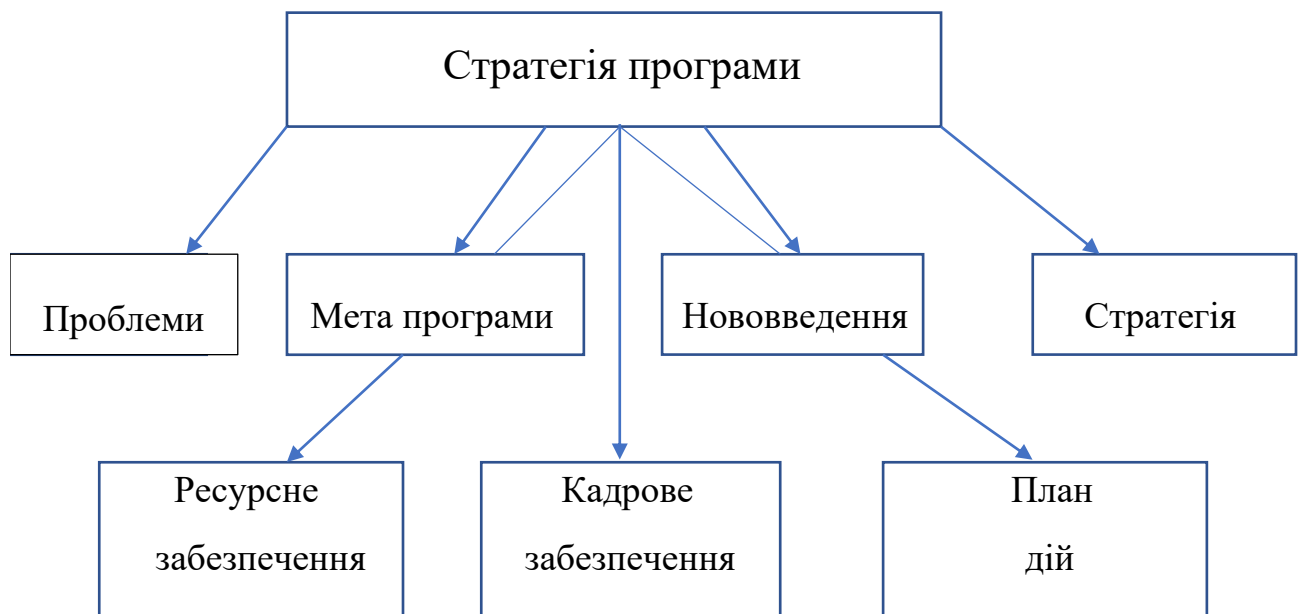 Стратегія програми
Проблеми
Мета програми
Нововведення
Стратегія
Ресурсне
забезпечення
Кадрове
забезпечення
План
дій